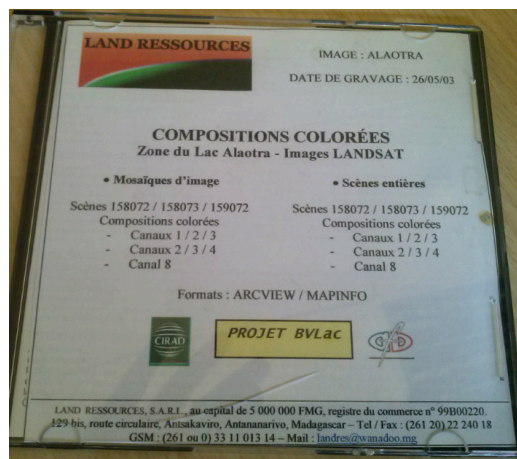 LAND RESSOURCES
IMAGE : ALAOTRA
DATE DE GRAVAGE : 26/05/03
COMPOSITIONS COLORÉES
Zone du Lac Alaotra - Images LANDSAT
• Mosaïques d'image
Scènes 158072 / 158073 / 159072
Compositions colorées
- Canaux 1 / 2 / 3
- Canaux 2 / 3 / 4
- Canal 8
• Scènes entières
Scènes 158072 / 158073 / 159072
Compositions colorées
- Canaux 1 / 2 / 3
- Canaux 2 / 3 / 4
- Canal 8
Formats : ARCVIEW / MAPINFO
CIRAD
PROJET BVLac
LAND RESSOURCES, S.A.R.L., au capital de 5 000 000 FMG, registre du commerce n° 99B00220.
129 bis, route circulaire, Antsakaviro, Antananarivo, Madagascar – Tel / Fax : (261 20) 22 240 18
GSM : (261 ou 0) 33 11 013 14 – Mail : landres@wanadoo.mg